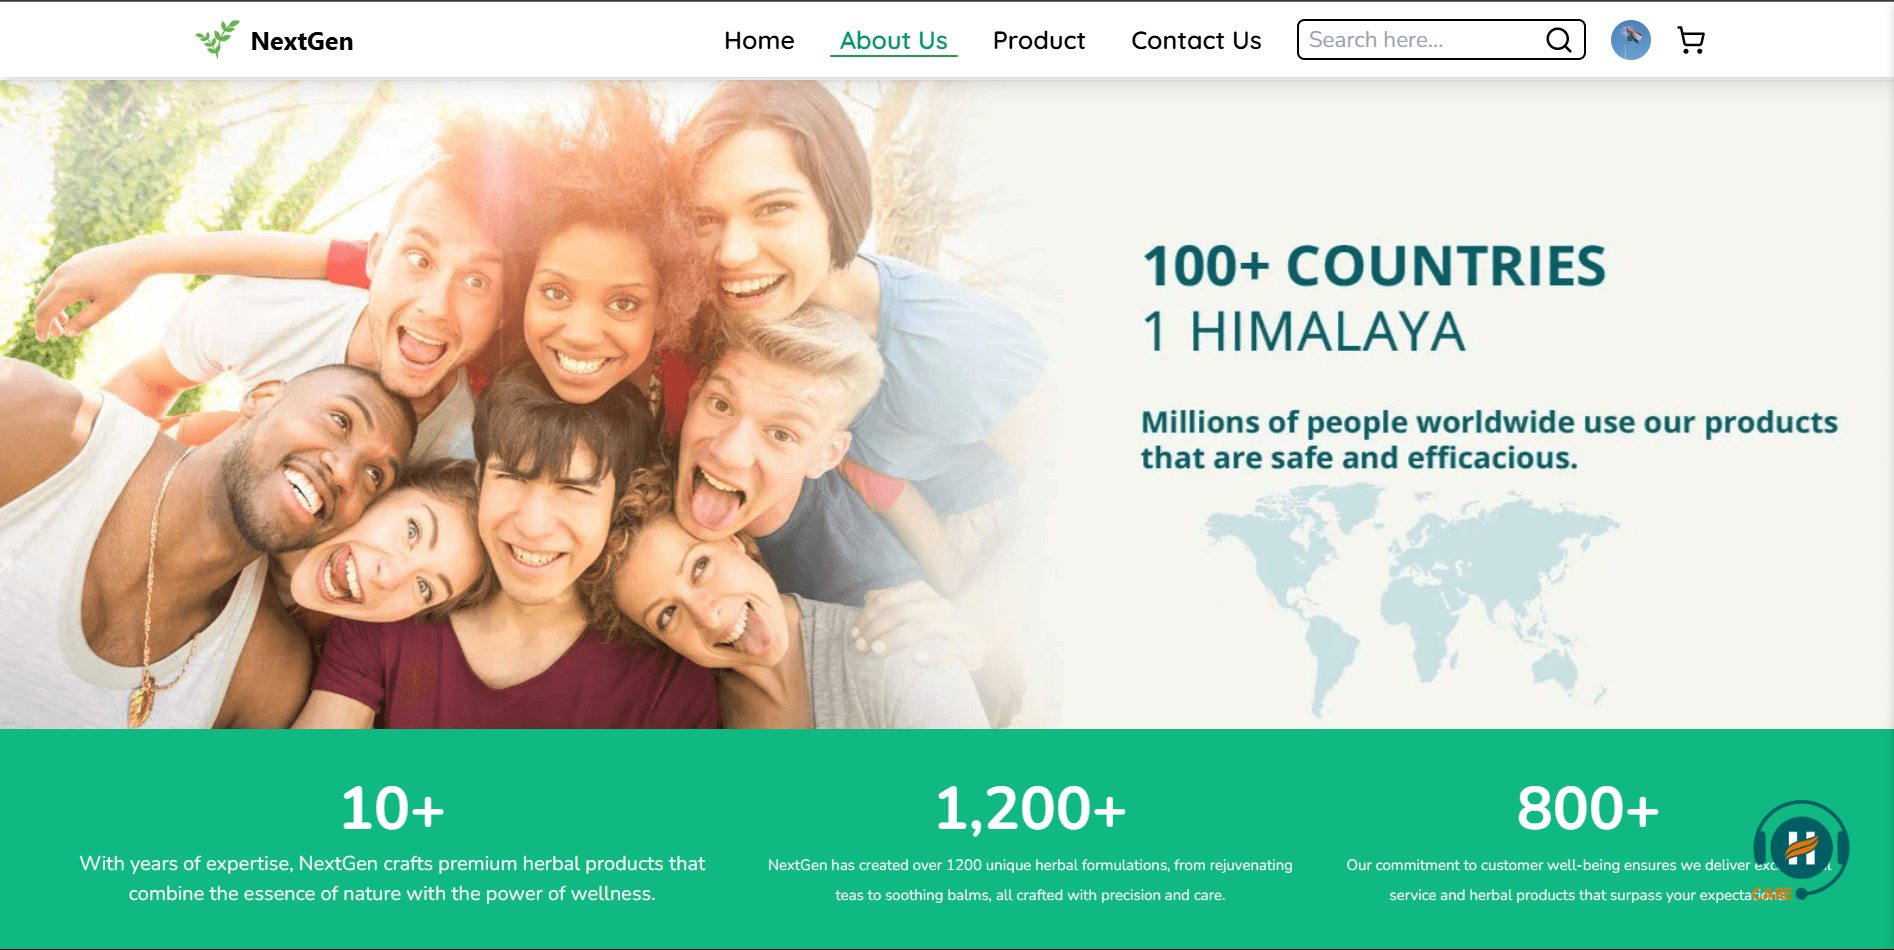 NextGen
Home
About Us
Product
Contact Us
Search here...
100+ COUNTRIES
1 HIMALAYA
Millions of people worldwide use our products
that are safe and efficacious.
10+
With years of expertise, NextGen crafts premium herbal products that
combine the essence of nature with the power of wellness.
1,200+
NextGen has created over 1200 unique herbal formulations, from rejuvenating
teas to soothing balms, all crafted with precision and care.
800+
Our commitment to customer well-being ensures we deliver
service and herbal products that surpass your
H
CARE